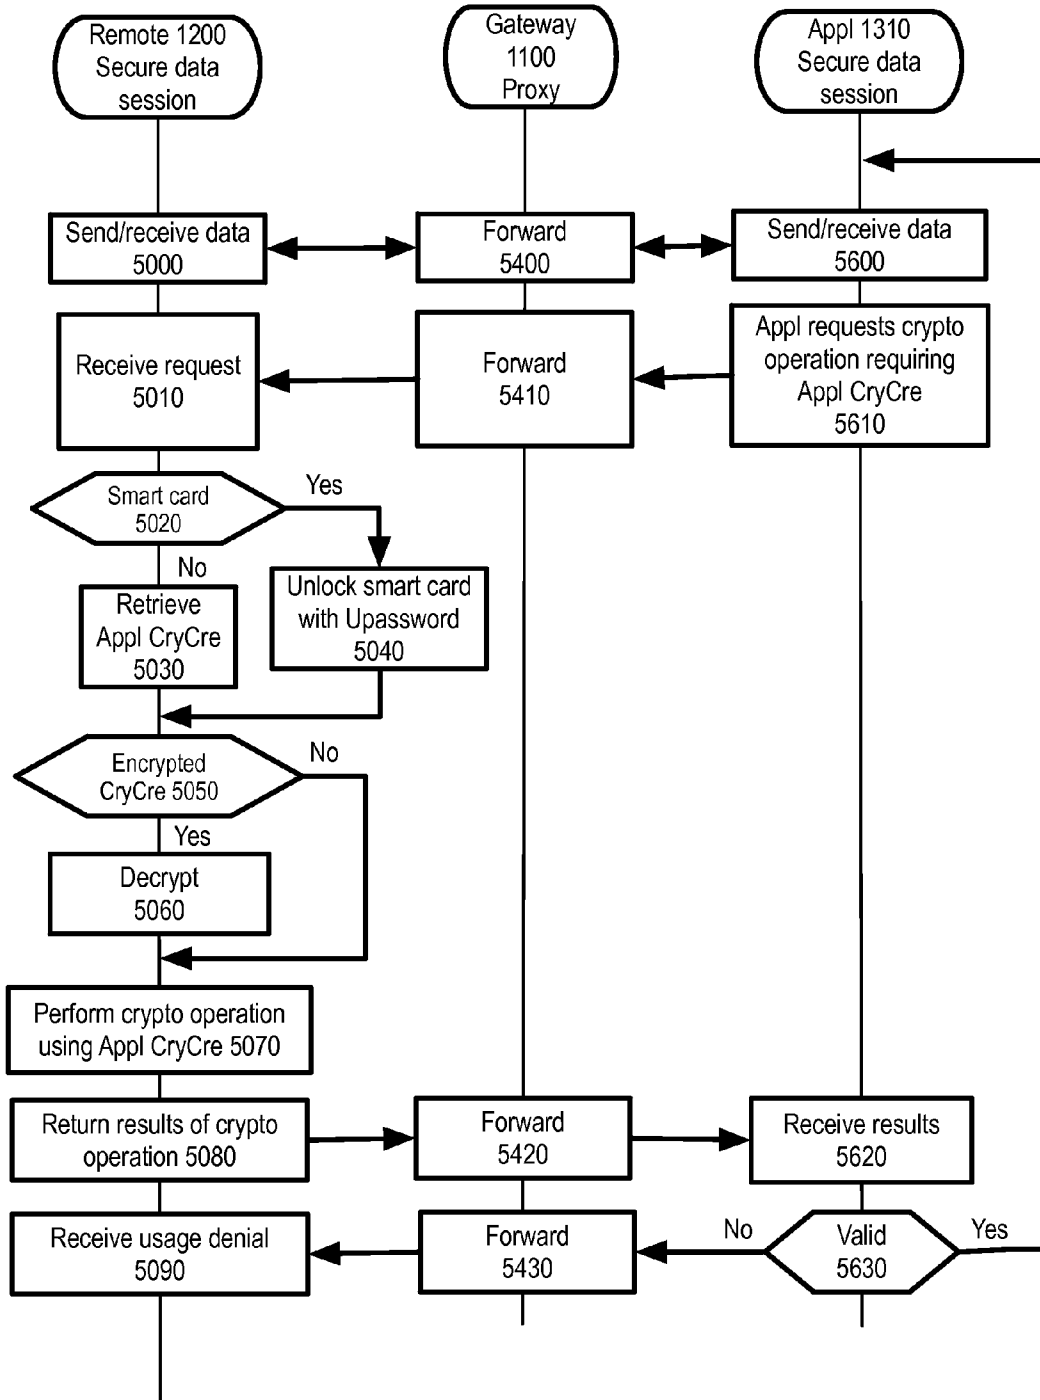 Remote 1200
Secure data
session
Gateway
1100
Proxy
Appl 1310
Secure data
session
Send/receive data
5000
Forward
5400
Send/receive data
5600
Receive request
5010
Forward
5410
Appl requests crypto
operation requiring
Appl CryCre
5610
Smart card
5020
Yes
No
Retrieve
Appl CryCre
5030
Unlock smart card
with Upassword
5040
Encrypted
CryCre 5050
No
Yes
Decrypt
5060
Perform crypto operation
using Appl CryCre 5070
Return results of crypto
operation 5080
Forward
5420
Receive results
5620
Receive usage denial
5090
Forward
5430
No
Valid
5630
Yes